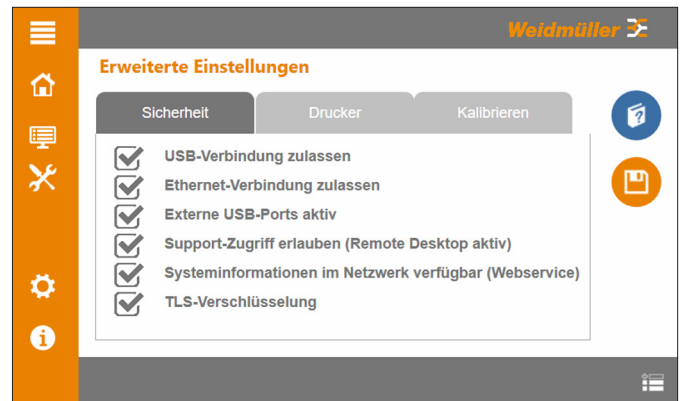 Weidmüller
Erweiterte Einstellungen
Sicherheit
Drucker
Kalibrieren
USB-Verbindung zulassen
Ethernet-Verbindung zulassen
Externe USB-Ports aktiv
Support-Zugriff erlauben (Remote Desktop aktiv)
Systeminformationen im Netzwerk verfügbar (Webservice)
TLS-Verschlüsselung